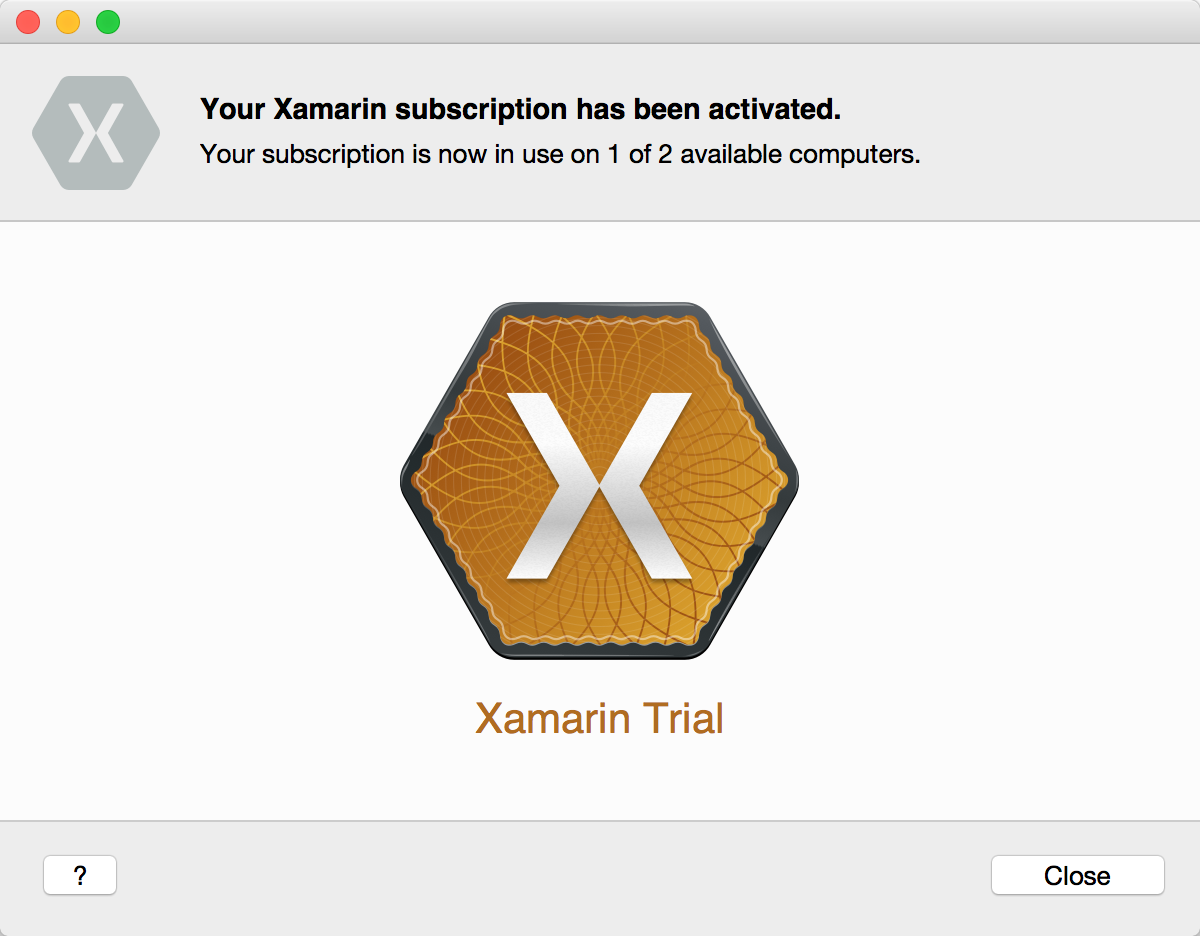 Your Xamarin subscription has been activated.
Your subscription is now in use on 1 of 2 available computers.
Xamarin Trial
?
Close